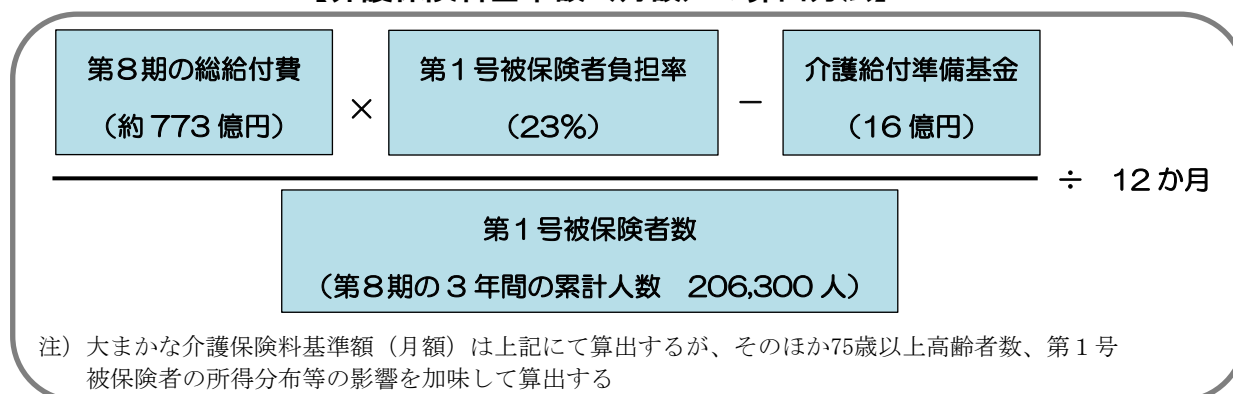 第８期の総給付費
（約 773 億円）
×
第１号被保険者負担率
（23%）
－
介護給付準備基金
（16 億円）
÷　12 か月
第１号被保険者数
（第８期の３年間の累計人数　206,300 人）
注）大まかな介護保険料基準額（月額）は上記にて算出するが、そのほか75歳以上高齢者数、第１号
被保険者の所得分布等の影響を加味して算出する